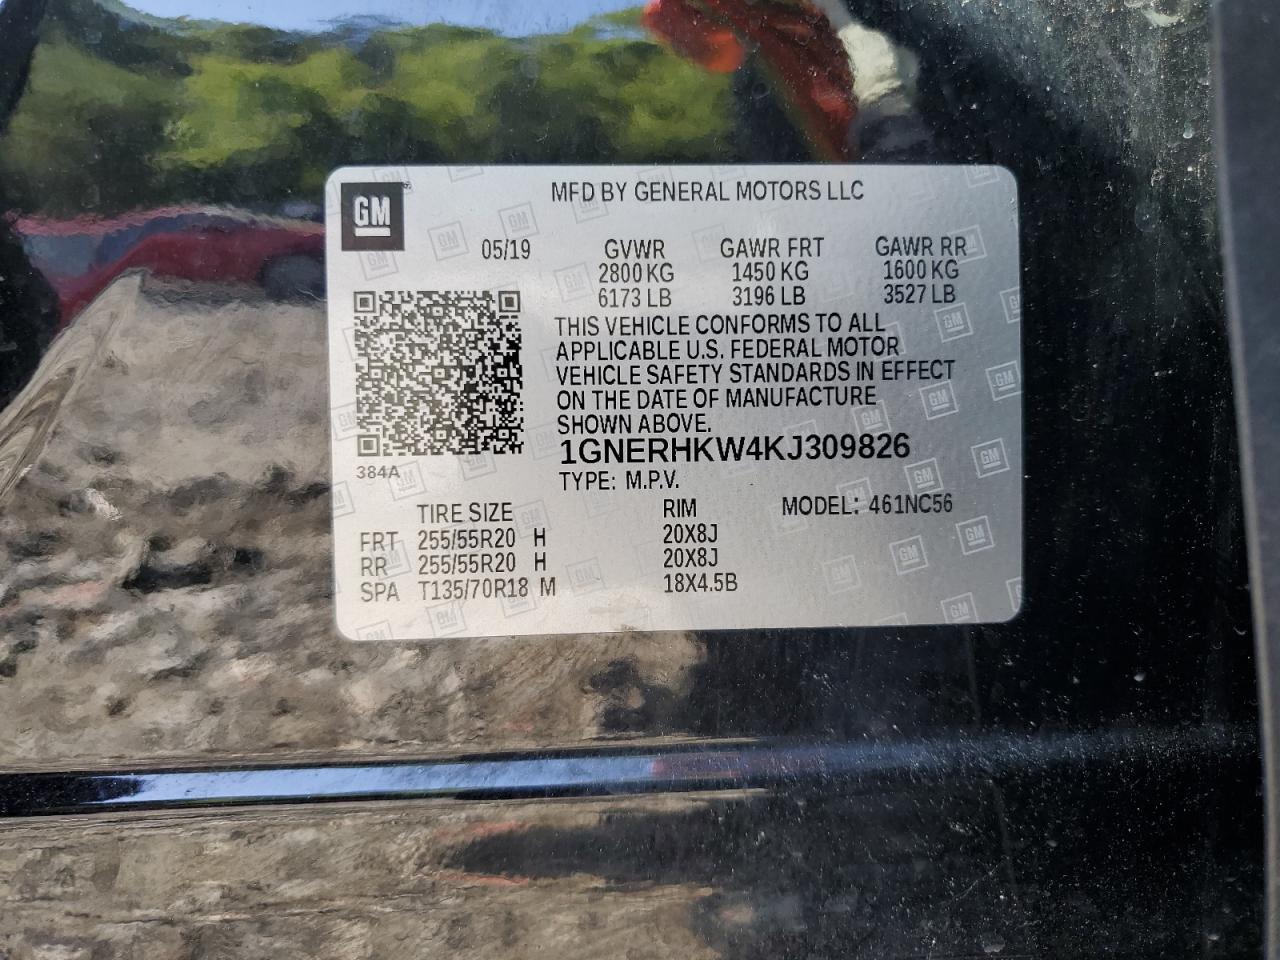 GM
MFD BY GENERAL MOTORS LLC
05/19 GVWR GAWR FRT GAWR RR
2800 KG 1450 KG 1600 KG
6173 LB 3196 LB 3527 LB
THIS VEHICLE CONFORMS TO ALL
APPLICABLE U.S. FEDERAL MOTOR
VEHICLE SAFETY STANDARDS IN EFFECT
ON THE DATE OF MANUFACTURE
SHOWN ABOVE.
1GNERHKW4KJ309826
384A
TYPE: M.P.V.
TIRE SIZE RIM MODEL: 461NC56
FRT 255/55R20 H 20X8J
RR 255/55R20 H 20X8J
SPA T135/70R18 M 18X4.5B